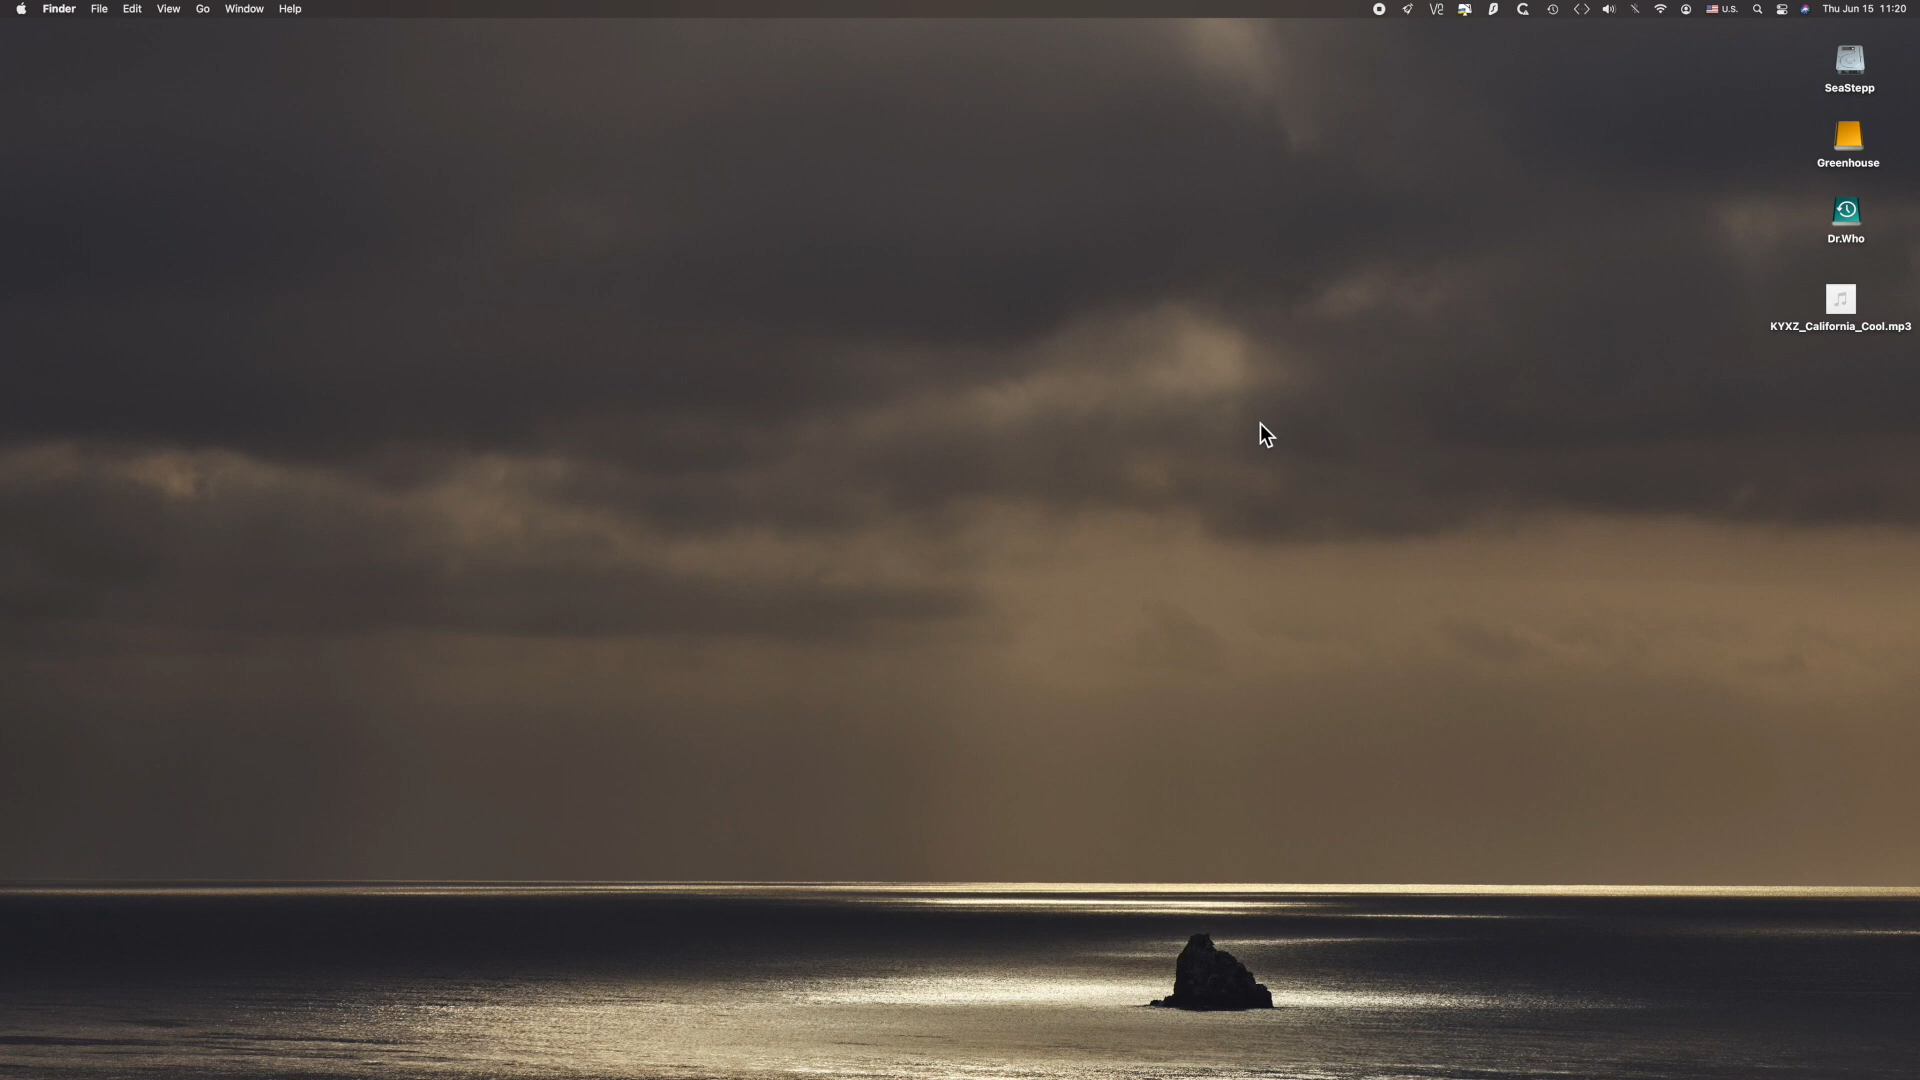 Finder File Edit View Go Window Help U.S. Thu Jun 15 11:20
SeaStepp
Greenhouse
Dr.Who
KYXZ_California_Cool.mp3